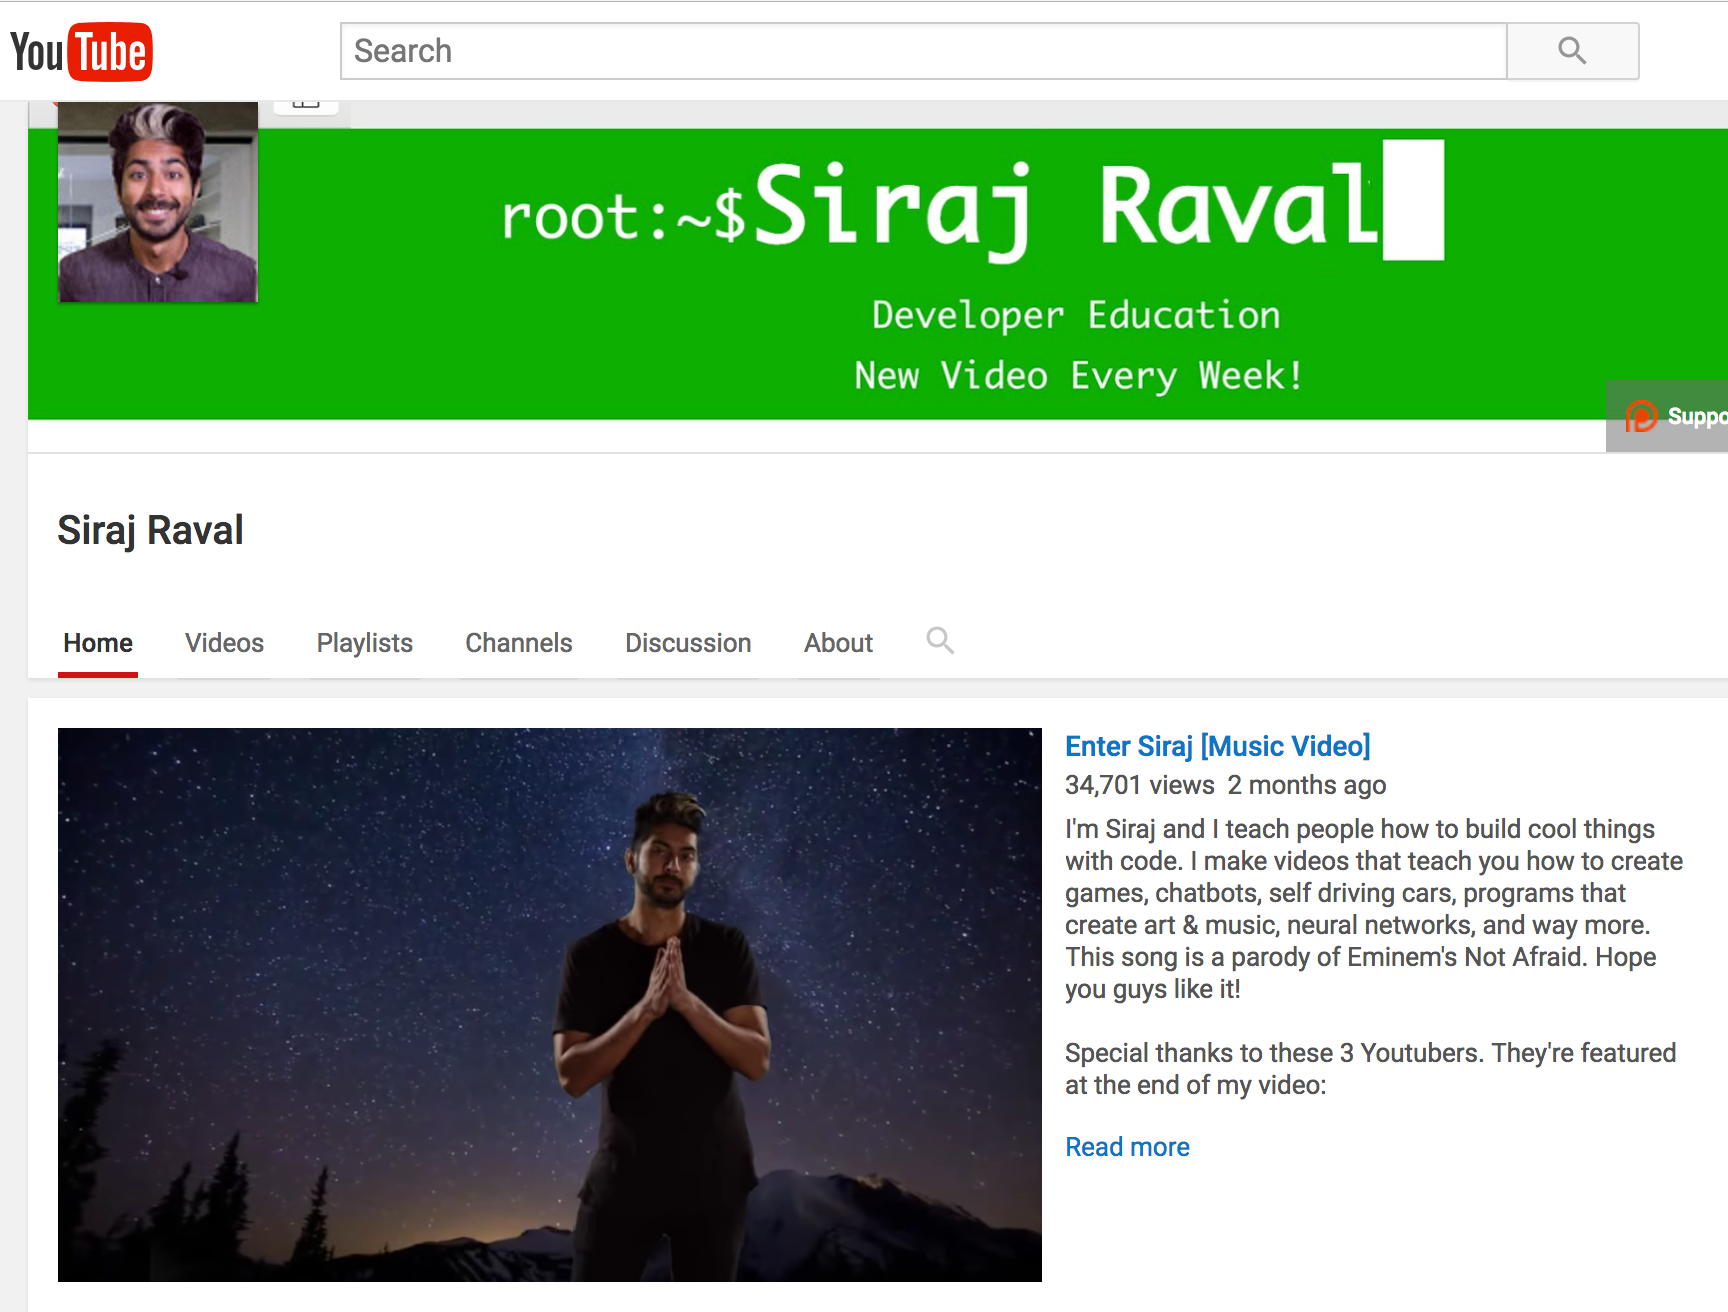 YouTube
Search
root:~$Siraj Raval
Developer Education
New Video Every Week!
Siraj Raval
Home Videos Playlists Channels Discussion About
Enter Siraj [Music Video]
34,701 views 2 months ago
I'm Siraj and I teach people how to build cool things
with code. I make videos that teach you how to create
games, chatbots, self driving cars, programs that
create art & music, neural networks, and way more.
This song is a parody of Eminem's Not Afraid. Hope
you guys like it!
Special thanks to these 3 Youtubers. They're featured
at the end of my video:
Read more